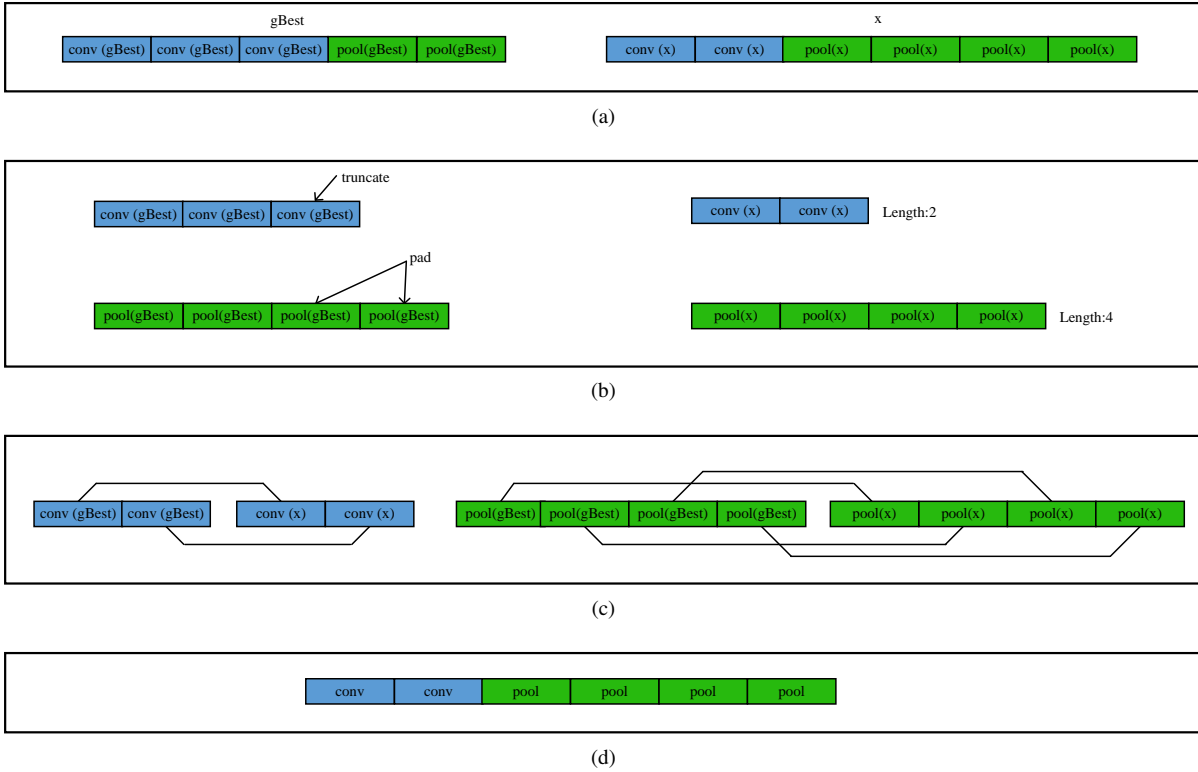 gBest x
conv (gBest) conv (gBest) conv (gBest) pool(gBest) pool(gBest) conv (x) conv (x) pool(x) pool(x) pool(x) pool(x)
(a)
truncate
conv (gBest) conv (gBest) conv (gBest) conv (x) conv (x) Length:2
pad
pool(gBest) pool(gBest) pool(gBest) pool(gBest) pool(x) pool(x) pool(x) pool(x) Length:4
(b)
conv (gBest) conv (gBest) conv (x) conv (x) pool(gBest) pool(gBest) pool(gBest) pool(gBest) pool(x) pool(x) pool(x) pool(x)
(c)
conv conv pool pool pool pool
(d)